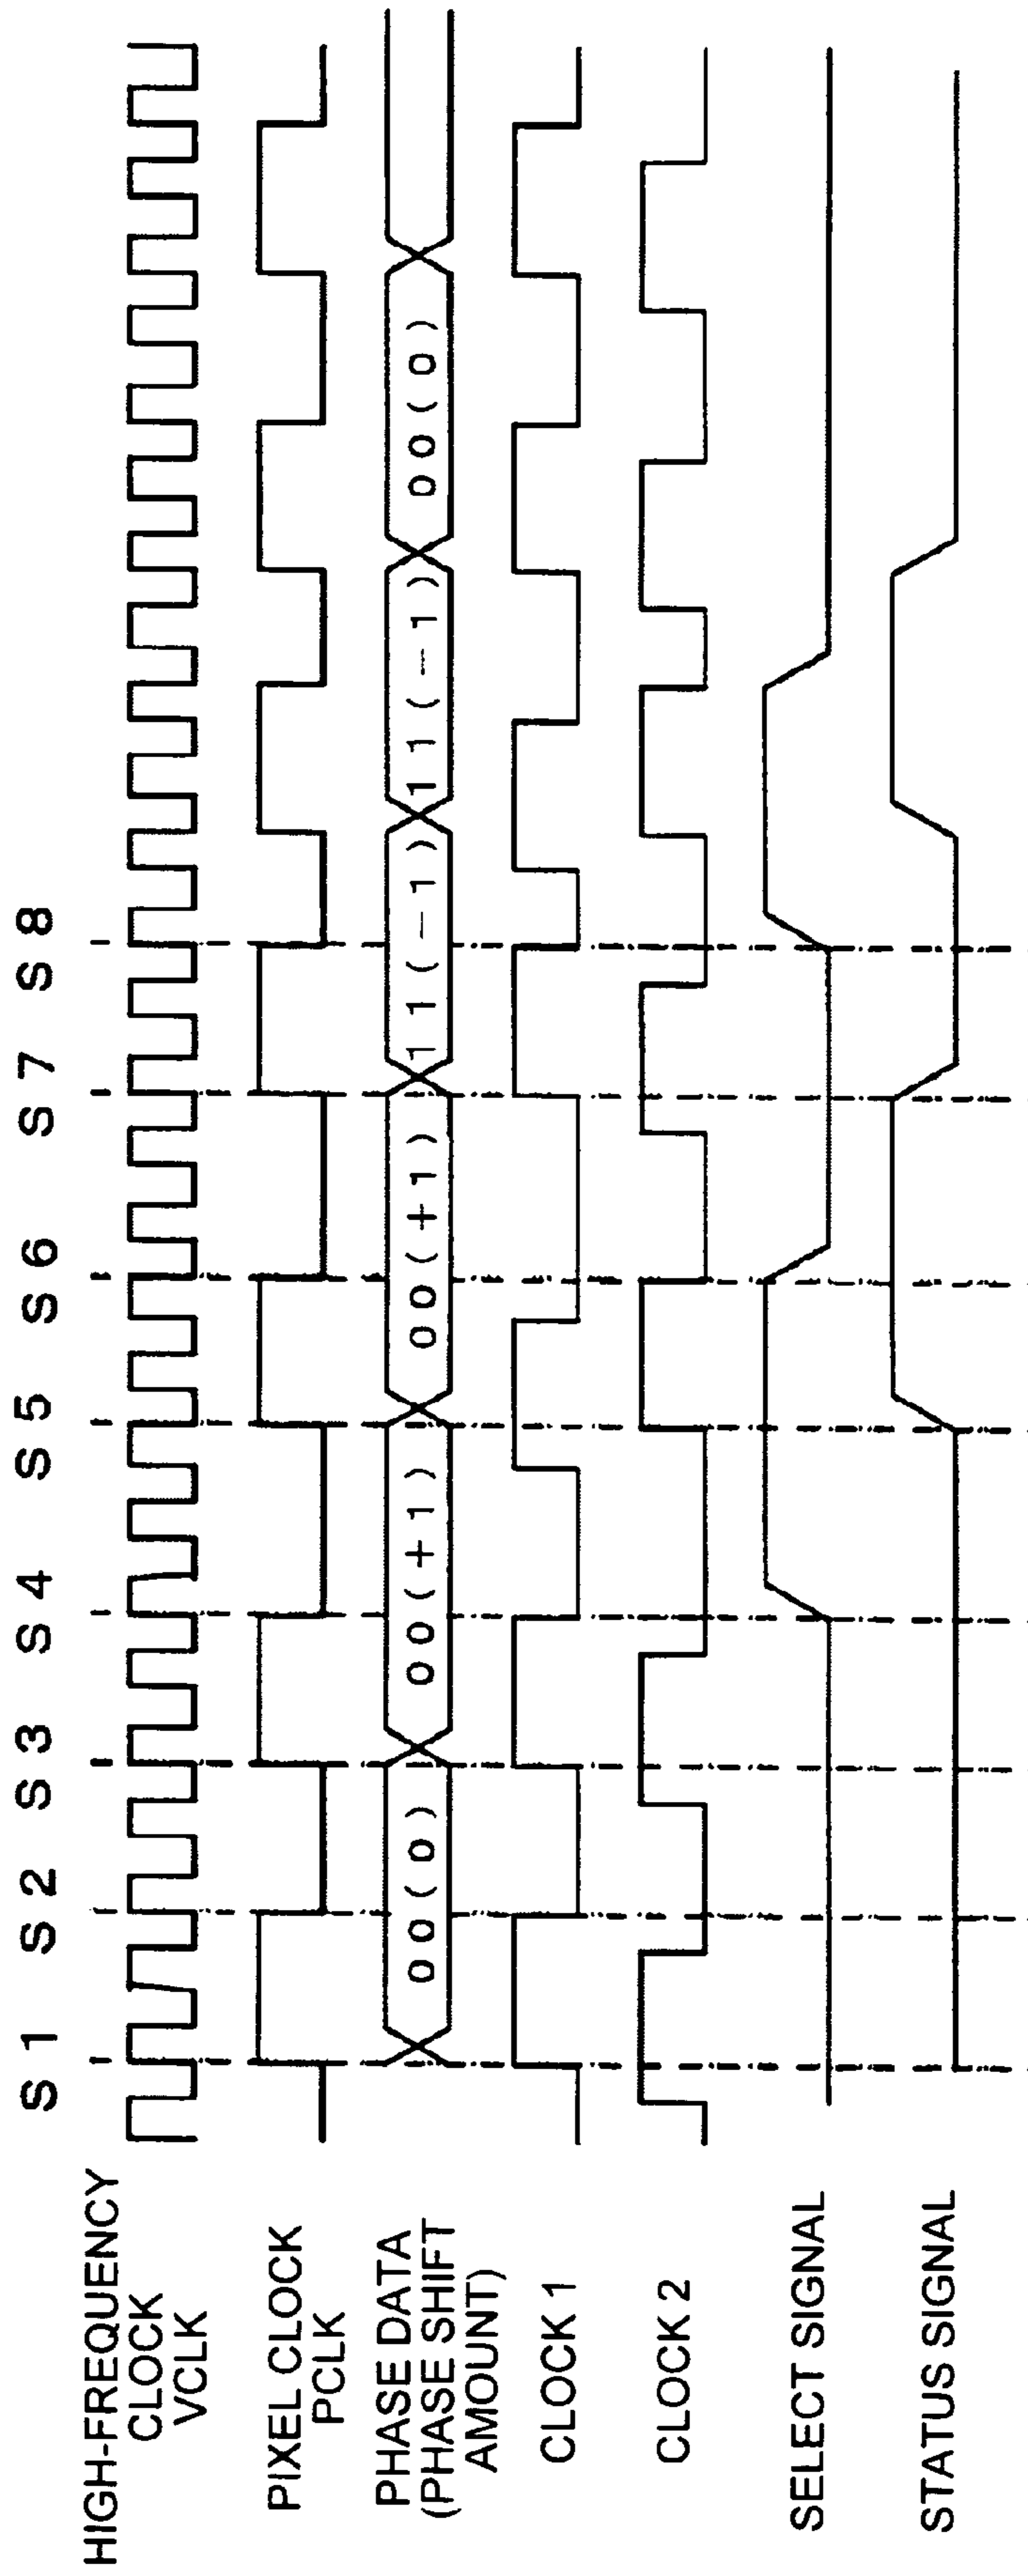 S 1 S 2 S 3 S 4 S 5 S 6 S 7 S 8
HIGH-FREQUENCY
CLOCK
VCLK
PIXEL CLOCK
PCLK
PHASE DATA
(PHASE SHIFT
AMOUNT)
00(0) 00(+1) 00(+1) 11(-1) 11(-1) 00(0)
CLOCK 1
CLOCK 2
SELECT SIGNAL
STATUS SIGNAL